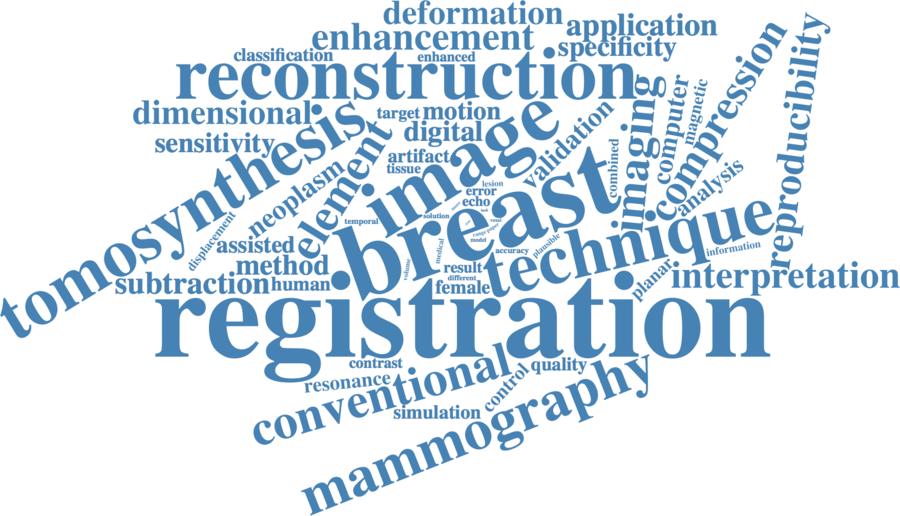 deformation
enhancement
application
specificity
classification
enhanced
reconstruction
dimensional
target
motion
sensitivity
digital
tomosynthesis
element
image
validation
imaging
computer
magnetic
compression
reproducibility
artifact
tissue
neoplasm
combined
analysis
lesion
error
echo
breast
temporal
solution
displacement
assisted
method
subtraction
human
medical
model
accuracy
plausible
technique
information
planar
interpretation
result
different
female
volume
registration
contrast
resonance
conventional
control
quality
simulation
mammography